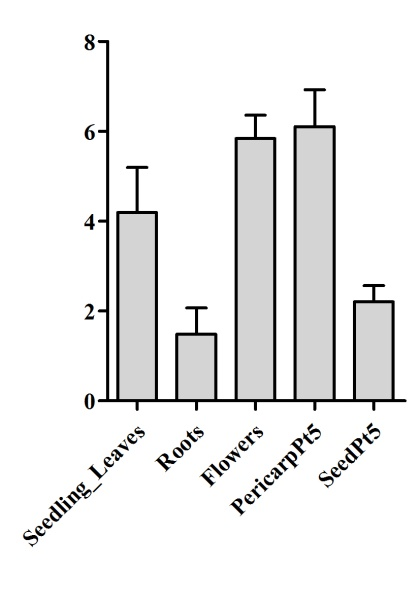 8
6
4
2
0
Seedling_Leaves
Roots
Flowers
PericarpPt5
SeedPt5